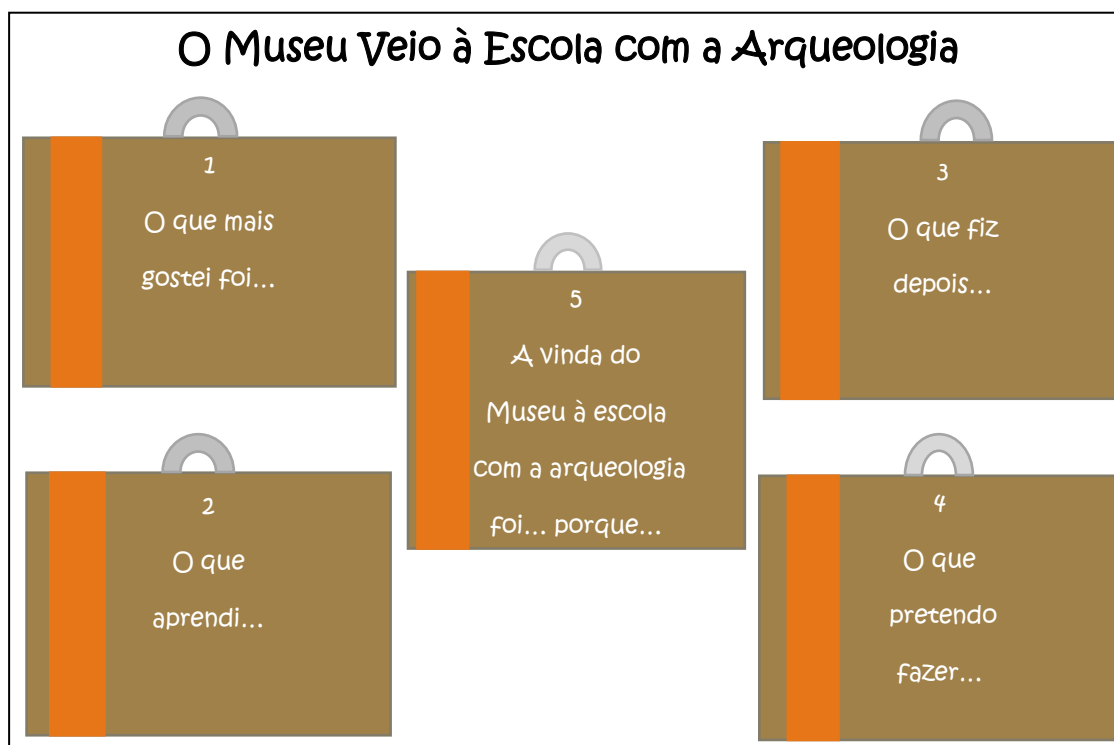 O Museu Veio à Escola com a Arqueologia
1
O que mais
gostei foi...
2
O que
aprendi...
3
O que fiz
depois...
4
O que
pretendo
fazer...
5
A vinda do
Museu à escola
com a arqueologia
foi... porque...